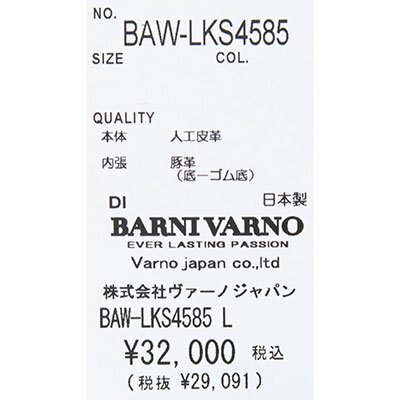 NO. BAW-LKS4585
SIZE COL.
QUALITY
本体 人工皮革
内張 豚革
（底ーゴム底）
DI 日本製
BARNI VARNO
EVER LASTING PASSION
Varno japan co.,ltd
株式会社ヴァーノジャパン
BAW-LKS4585 L
¥32,000 税込
(税抜 ¥29,091)